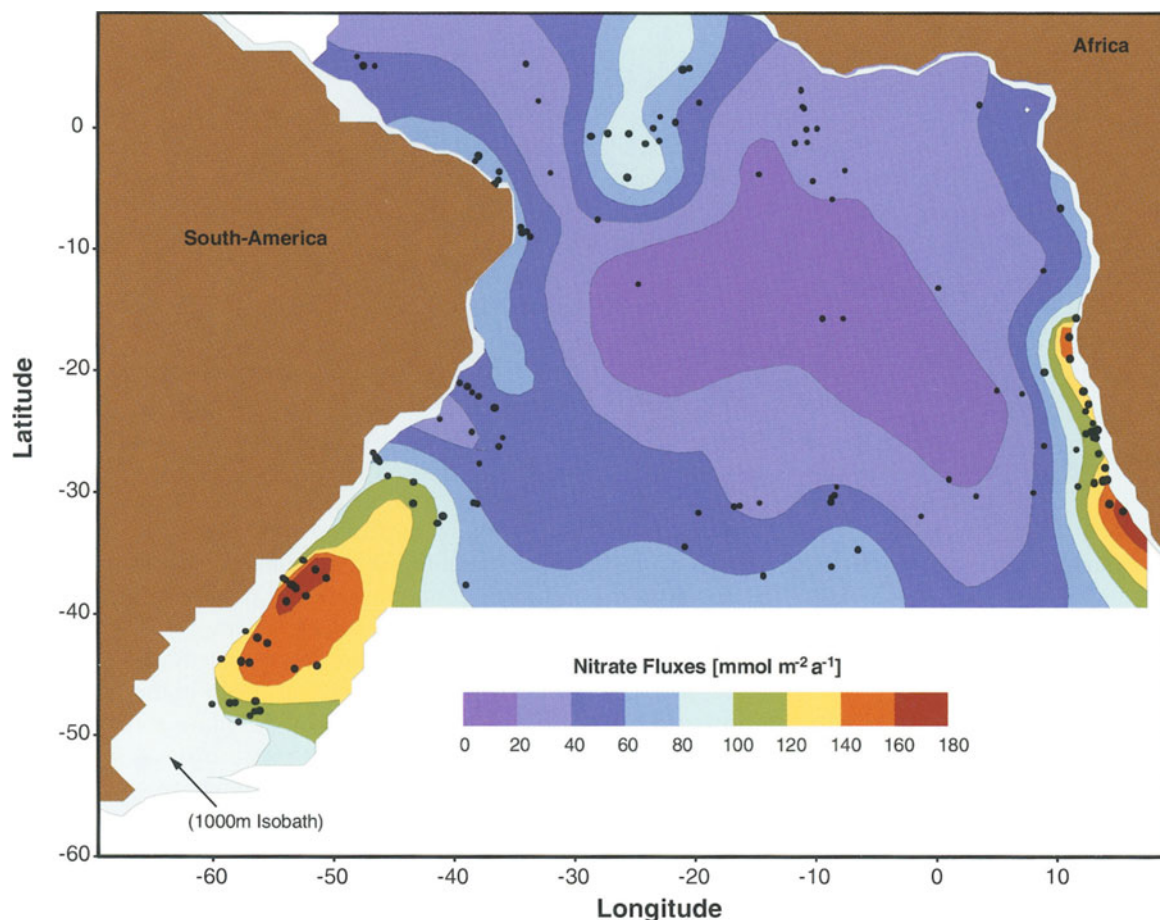 Africa
South-America
0
-10
-20
-30
-40
-50
-60
Latitude
Nitrate Fluxes [mmol m⁻² a⁻¹]
0 20 40 60 80 100 120 140 160 180
(1000m Isobath)
-60 -50 -40 -30 -20 -10 0 10
Longitude